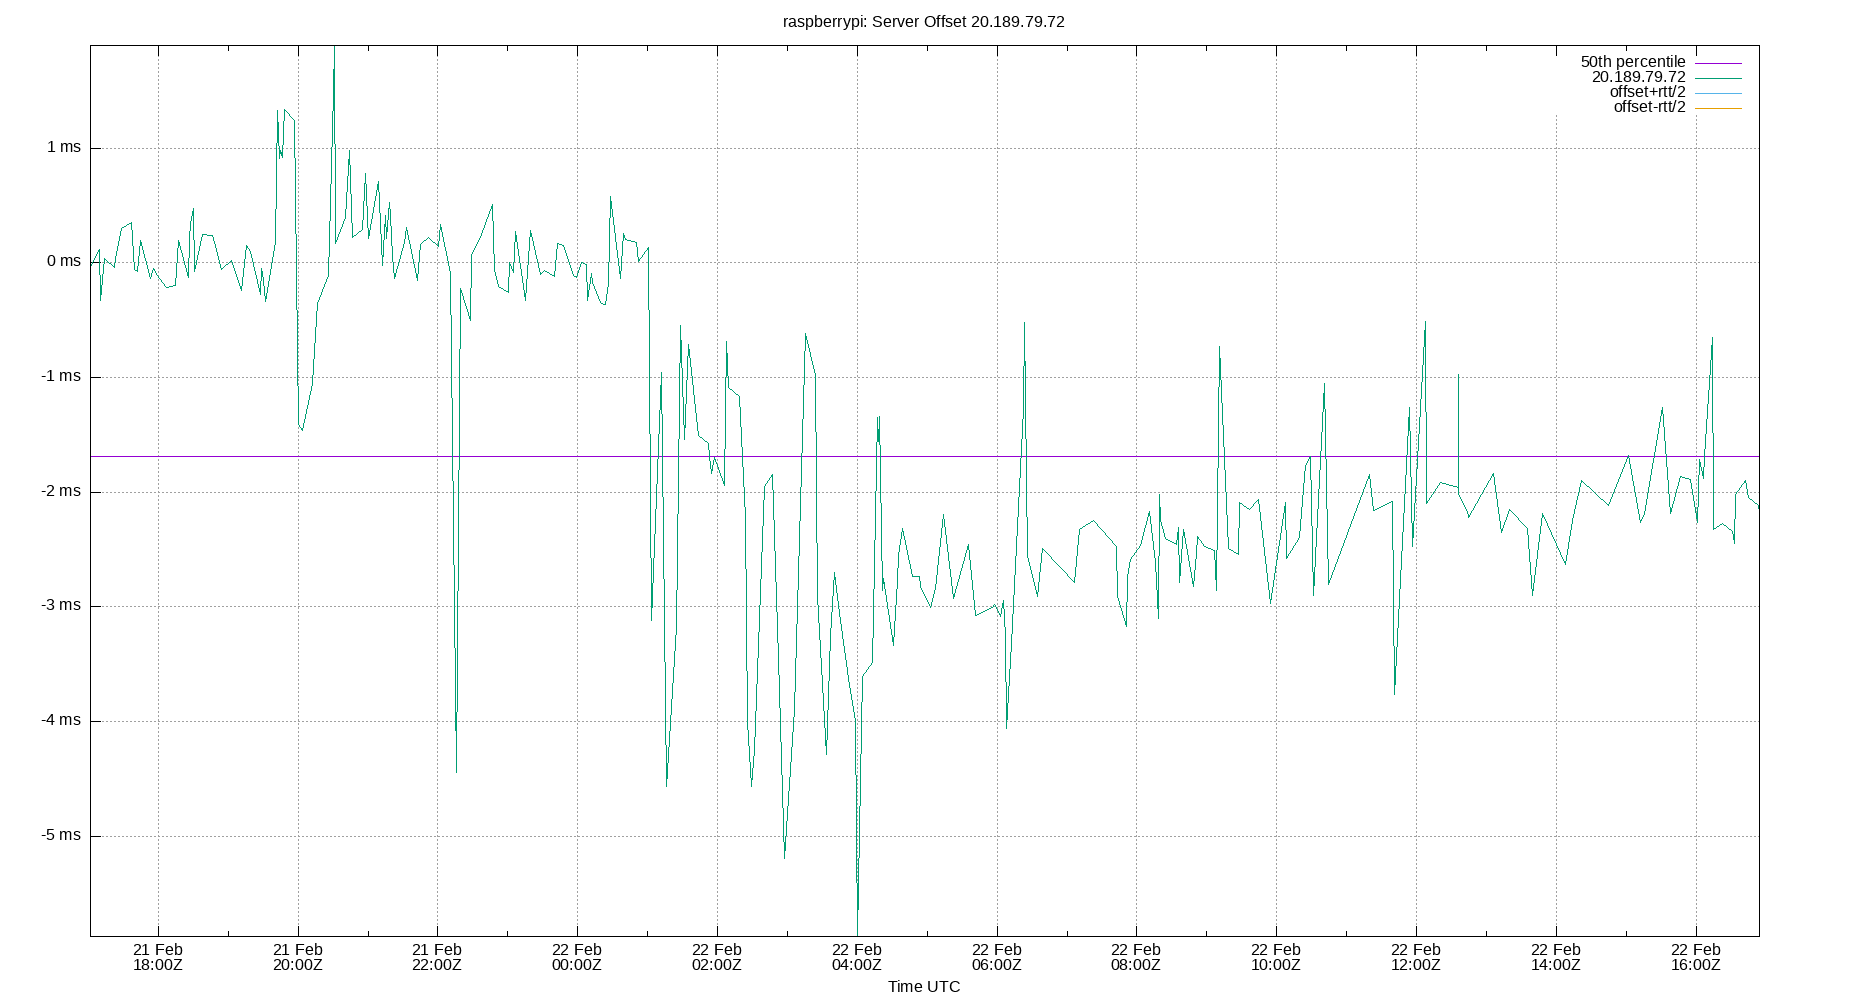 raspberrypi: Server Offset 20.189.79.72
50th percentile
20.189.79.72
offset+rtt/2
offset-rtt/2
1 ms
0 ms
-1 ms
-2 ms
-3 ms
-4 ms
-5 ms
21 Feb 21 Feb 21 Feb 22 Feb 22 Feb 22 Feb 22 Feb 22 Feb 22 Feb 22 Feb 22 Feb 22 Feb
18:00Z 20:00Z 22:00Z 00:00Z 02:00Z 04:00Z 06:00Z 08:00Z 10:00Z 12:00Z 14:00Z 16:00Z
Time UTC